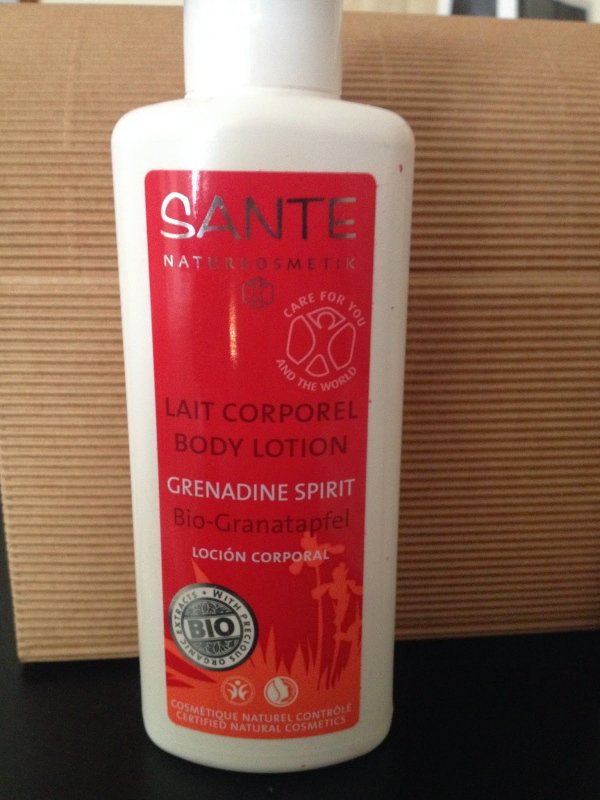 SANTE
NATURKOSMETIK
CARE FOR YOU
AND THE WORLD
LAIT CORPOREL
BODY LOTION
GRENADINE SPIRIT
Bio-Granatapfel
LOCIÓN CORPORAL
• WITH PRECIOUS ORGANIC EXTRACTS
BIO
COSMÉTIQUE NATUREL CONTRÔLÉ
CERTIFIED NATURAL COSMETICS